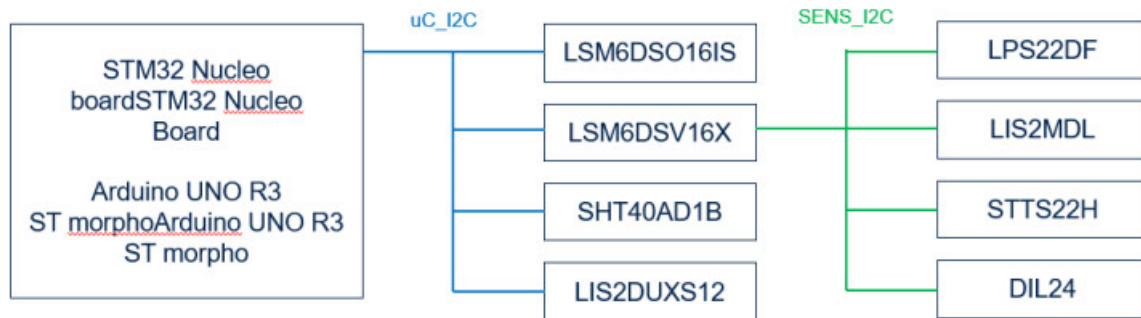 uC_I2C
SENS_I2C
STM32 Nucleo
boardSTM32 Nucleo
Board
Arduino UNO R3
ST morphoArduino UNO R3
ST morpho
LSM6DSO16IS
LSM6DSV16X
SHT40AD1B
LIS2DUXS12
LPS22DF
LIS2MDL
STTS22H
DIL24